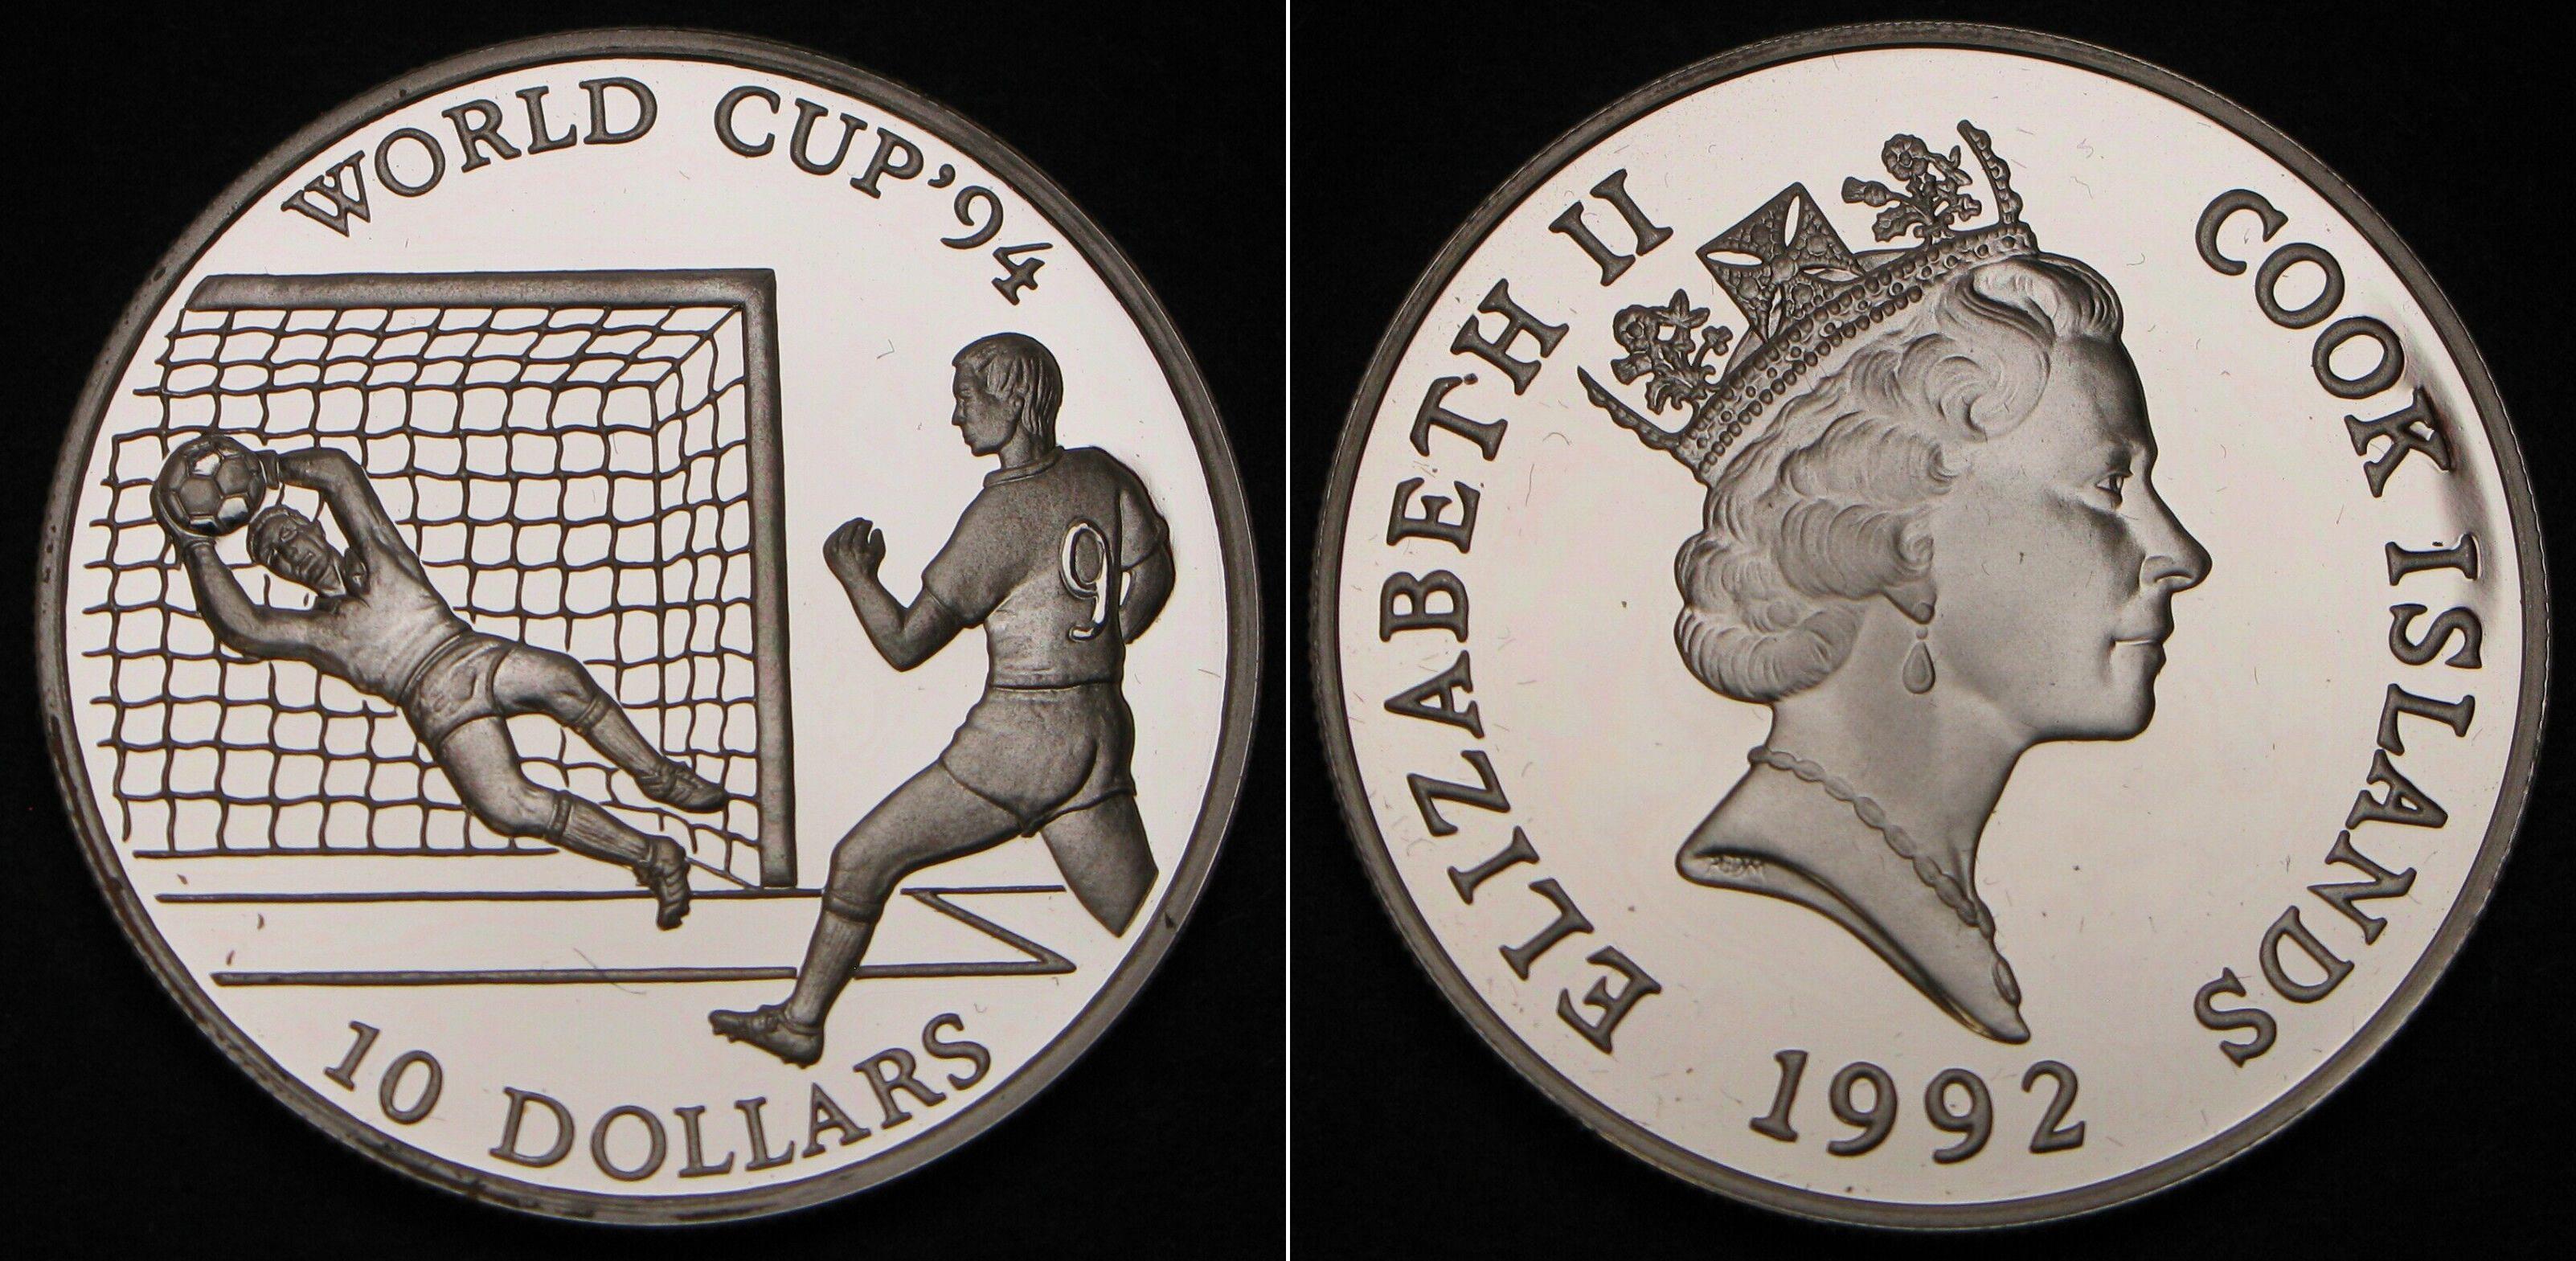 WORLD CUP'94
9
10 DOLLARS
ELIZABETH II
COOK ISLANDS
1992